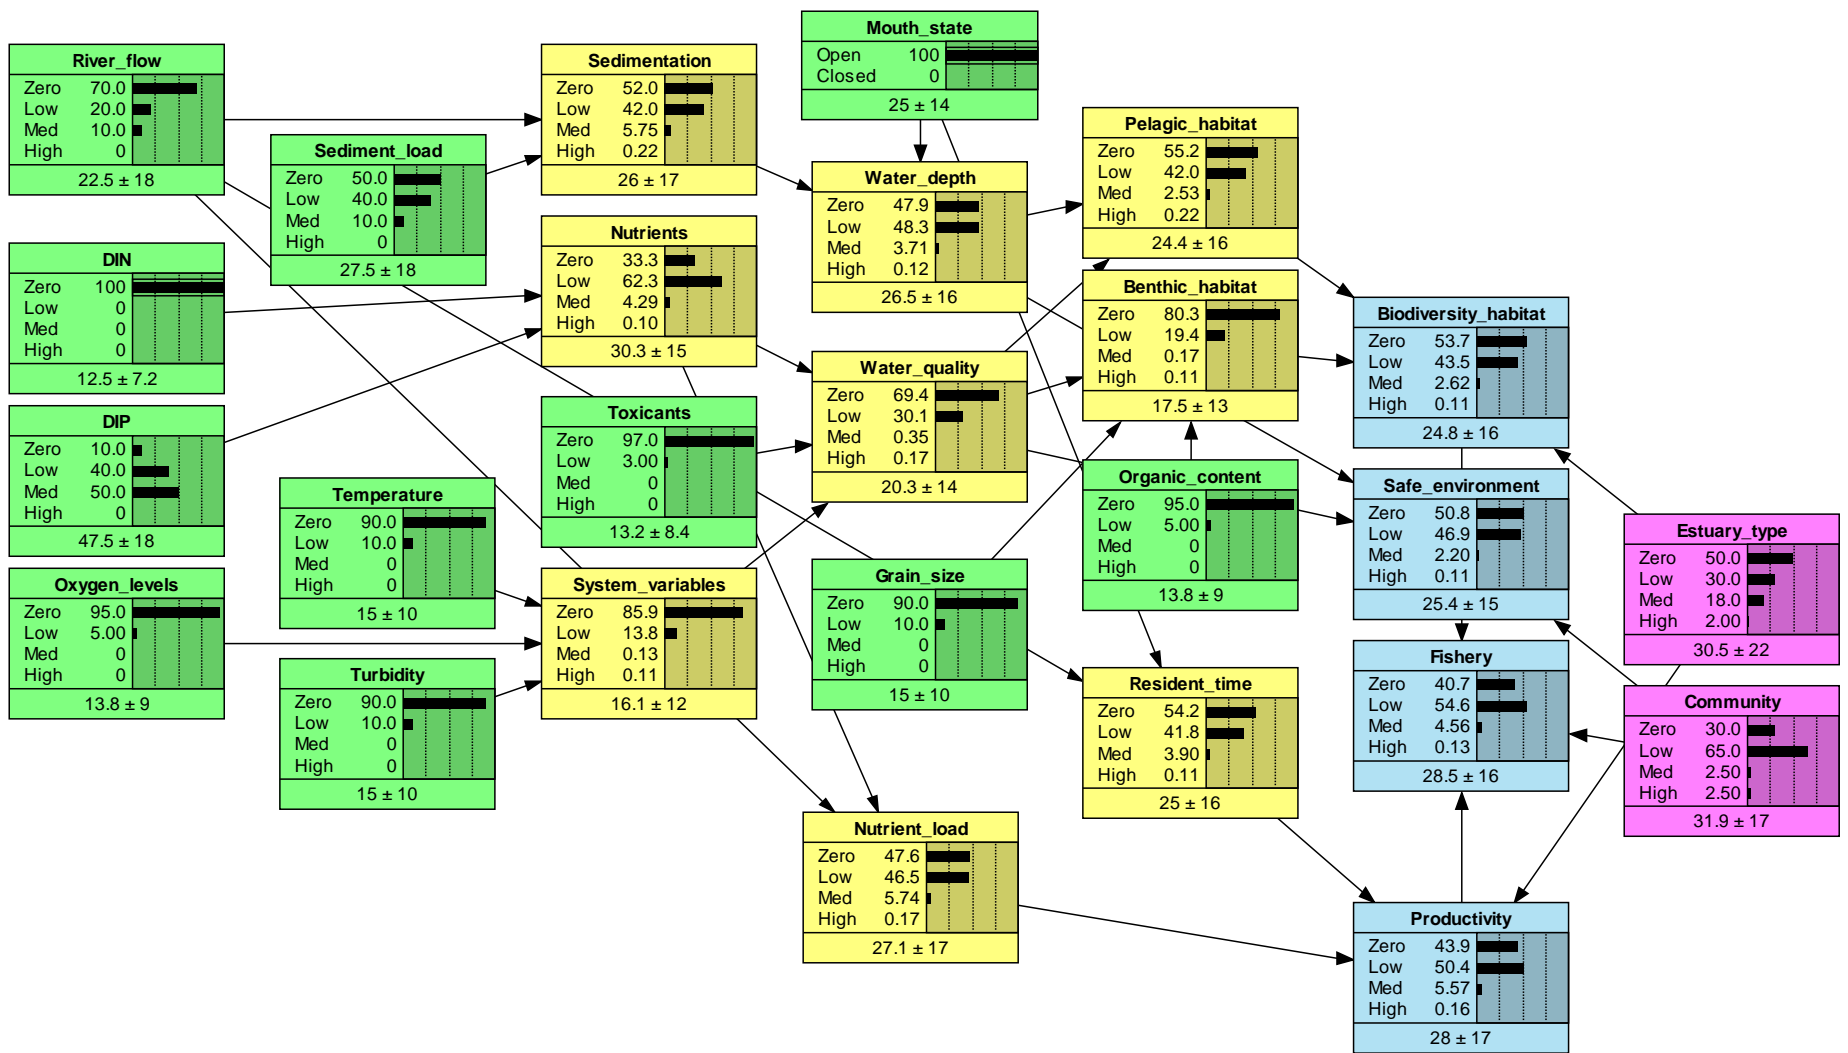 River_flow
Zero 70.0
Low 20.0
Med 10.0
High 0
22.5 ± 18
DIN
Zero 100
Low 0
Med 0
High 0
12.5 ± 7.2
DIP
Zero 10.0
Low 40.0
Med 50.0
High 0
47.5 ± 18
Oxygen_levels
Zero 95.0
Low 5.00
Med 0
High 0
13.8 ± 9
Sediment_load
Zero 50.0
Low 40.0
Med 10.0
High 0
27.5 ± 18
Temperature
Zero 90.0
Low 10.0
Med 0
High 0
15 ± 10
Turbidity
Zero 90.0
Low 10.0
Med 0
High 0
15 ± 10
Sedimentation
Zero 52.0
Low 42.0
Med 5.75
High 0.22
26 ± 17
Nutrients
Zero 33.3
Low 62.3
Med 4.29
High 0.10
30.3 ± 15
Toxicants
Zero 97.0
Low 3.00
Med 0
High 0
13.2 ± 8.4
System_variables
Zero 85.9
Low 13.8
Med 0.13
High 0.11
16.1 ± 12
Mouth_state
Open 100
Closed 0
25 ± 14
Water_depth
Zero 47.9
Low 48.3
Med 3.71
High 0.12
26.5 ± 16
Water_quality
Zero 69.4
Low 30.1
Med 0.35
High 0.17
20.3 ± 14
Grain_size
Zero 90.0
Low 10.0
Med 0
High 0
15 ± 10
Nutrient_load
Zero 47.6
Low 46.5
Med 5.74
High 0.17
27.1 ± 17
Pelagic_habitat
Zero 55.2
Low 42.0
Med 2.53
High 0.22
24.4 ± 16
Benthic_habitat
Zero 80.3
Low 19.4
Med 0.17
High 0.11
17.5 ± 13
Organic_content
Zero 95.0
Low 5.00
Med 0
High 0
13.8 ± 9
Resident_time
Zero 54.2
Low 41.8
Med 3.90
High 0.11
25 ± 16
Biodiversity_habitat
Zero 53.7
Low 43.5
Med 2.62
High 0.11
24.8 ± 16
Safe_environment
Zero 50.8
Low 46.9
Med 2.20
High 0.11
25.4 ± 15
Fishery
Zero 40.7
Low 54.6
Med 4.56
High 0.13
28.5 ± 16
Productivity
Zero 43.9
Low 50.4
Med 5.57
High 0.16
28 ± 17
Estuary_type
Zero 50.0
Low 30.0
Med 18.0
High 2.00
30.5 ± 22
Community
Zero 30.0
Low 65.0
Med 2.50
High 2.50
31.9 ± 17